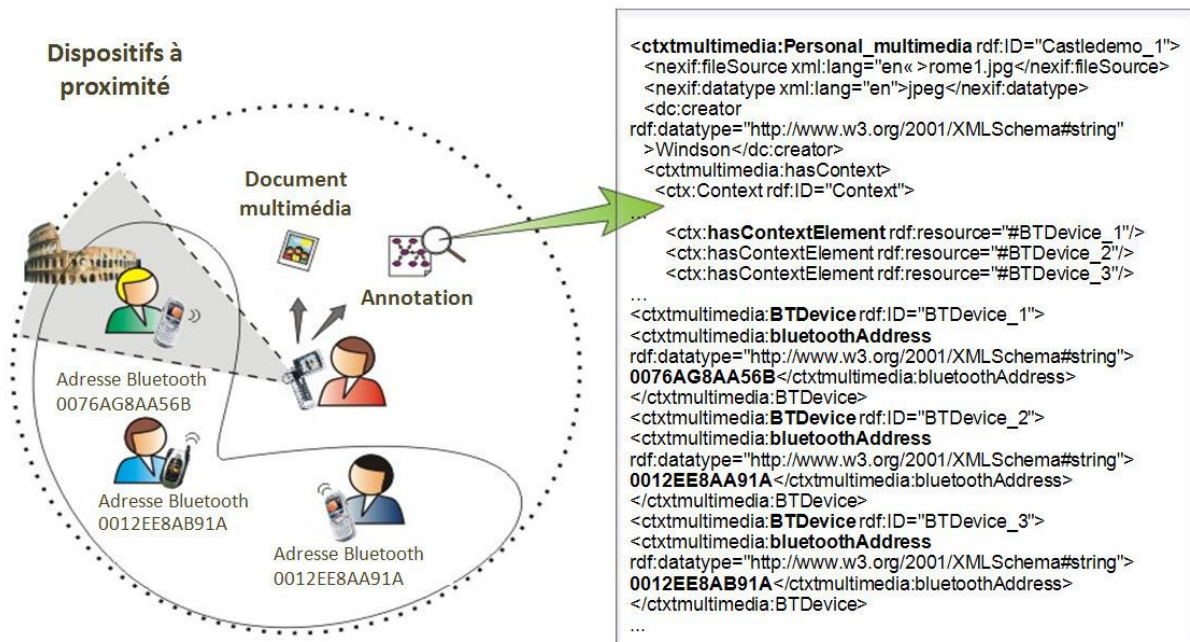 Dispositifs à
proximité
Document
multimédia
Annotation
Adresse Bluetooth
0076AG8AA56B
Adresse Bluetooth
0012EE8AB91A
Adresse Bluetooth
0012EE8AA91A
<ctxtmultimedia:Personal_multimedia rdf:ID="Castledemo_1">
<nexif:fileSource xml:lang="en« >rome1.jpg</nexif:fileSource>
<nexif:datatype xml:lang="en">jpeg</nexif:datatype>
<dc:creator
rdf:datatype="http://www.w3.org/2001/XMLSchema#string"
>Windson</dc:creator>
<ctxtmultimedia:hasContext>
<ctx:Context rdf:ID="Context">
...
<ctx:hasContextElement rdf:resource="#BTDevice_1"/>
<ctx:hasContextElement rdf:resource="#BTDevice_2"/>
<ctx:hasContextElement rdf:resource="#BTDevice_3"/>
...
<ctxtmultimedia:BTDevice rdf:ID="BTDevice_1">
<ctxtmultimedia:bluetoothAddress
rdf:datatype="http://www.w3.org/2001/XMLSchema#string">
0076AG8AA56B</ctxtmultimedia:bluetoothAddress>
</ctxtmultimedia:BTDevice>
<ctxtmultimedia:BTDevice rdf:ID="BTDevice_2">
<ctxtmultimedia:bluetoothAddress
rdf:datatype="http://www.w3.org/2001/XMLSchema#string">
0012EE8AA91A</ctxtmultimedia:bluetoothAddress>
</ctxtmultimedia:BTDevice>
<ctxtmultimedia:BTDevice rdf:ID="BTDevice_3">
<ctxtmultimedia:bluetoothAddress
rdf:datatype="http://www.w3.org/2001/XMLSchema#string">
0012EE8AB91A</ctxtmultimedia:bluetoothAddress>
</ctxtmultimedia:BTDevice>
...